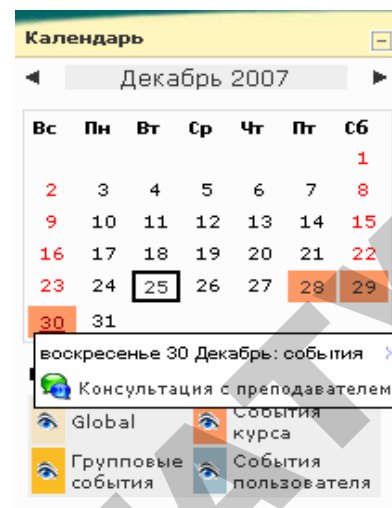 Календарь
Декабрь 2007
Вс Пн Вт Ср Чт Пт Сб
1
2 3 4 5 6 7 8
9 10 11 12 13 14 15
16 17 18 19 20 21 22
23 24 25 26 27 28 29
30 31
воскресенье 30 Декабрь: события
Консультация с преподавателем
Global События
курса
Групповые События
события пользователя